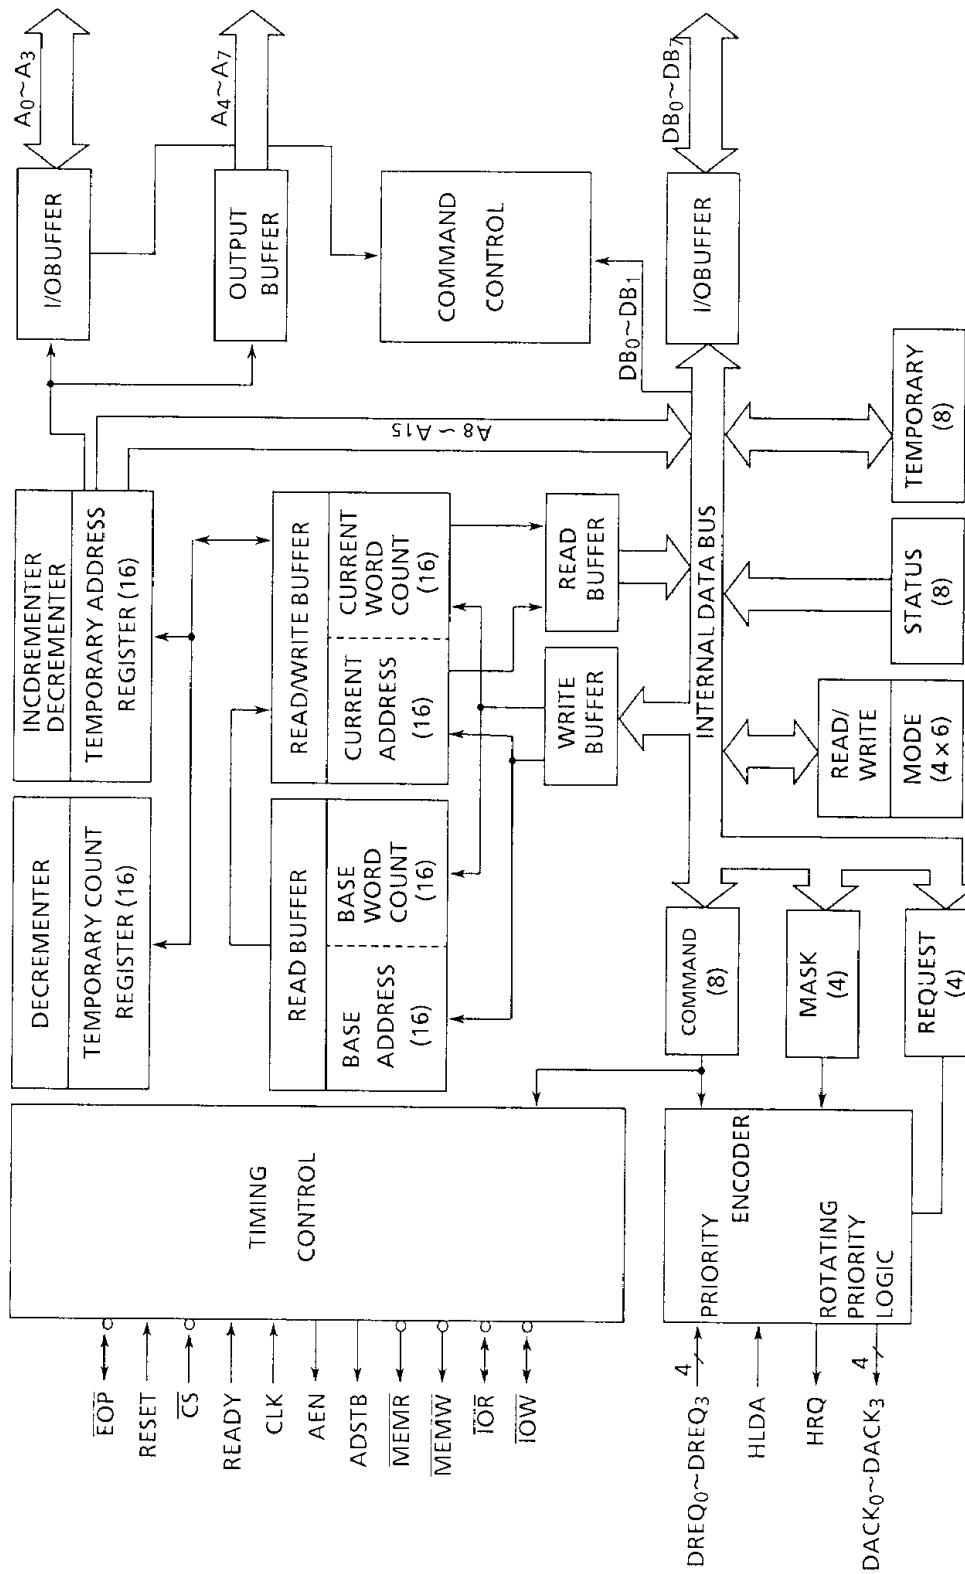 EOP
RESET
CS
READY
CLK
AEN
ADSTB
MEMR
MEMW
IOR
IOW
TIMING
CONTROL
DECREMENTER
TEMPORARY COUNT
REGISTER (16)
INCDREMENTER
DECREMENTER
TEMPORARY ADDRESS
REGISTER (16)
I/OBUFFER
A0~A3
OUTPUT
BUFFER
A4~A7
COMMAND
CONTROL
READ BUFFER
BASE
ADDRESS
(16)
BASE
WORD
COUNT
(16)
READ/WRITE BUFFER
CURRENT
ADDRESS
(16)
CURRENT
WORD
COUNT
(16)
A8~A15
WRITE
BUFFER
READ
BUFFER
DB0~DB1
I/OBUFFER
DB0~DB7
INTERNAL DATA BUS
DREQ0~DREQ3
4
HLDA
HRQ
DACK0~DACK3
4
PRIORITY
ENCODER
ROTATING
PRIORITY
LOGIC
COMMAND
(8)
MASK
(4)
REQUEST
(4)
READ/
WRITE
MODE
(4×6)
STATUS
(8)
TEMPORARY
(8)